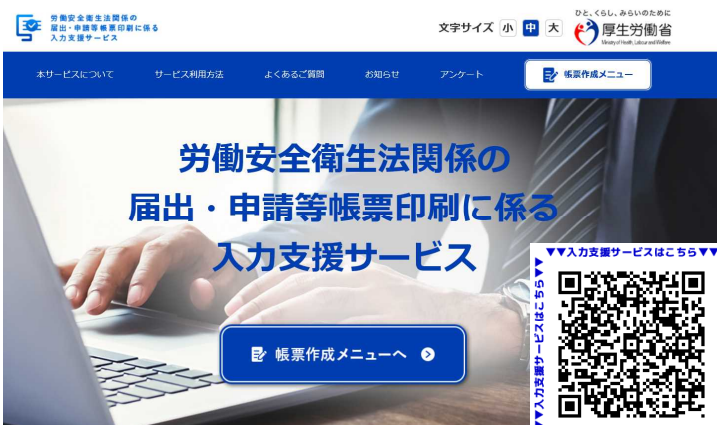 労働安全衛生法関係の
届出・申請等帳票印刷に係る
入力支援サービス
文字サイズ 小 中 大
ひと、くらし、みらいのために
厚生労働省
Ministry of Health, Labour and Welfare
本サービスについて サービス利用方法 よくあるご質問 お知らせ アンケート 帳票作成メニュー
労働安全衛生法関係の
届出・申請等帳票印刷に係る
入力支援サービス
帳票作成メニューへ
▼▼入力支援サービスはこちら▼▼
▼▼入力支援サービスはこちら▼▼